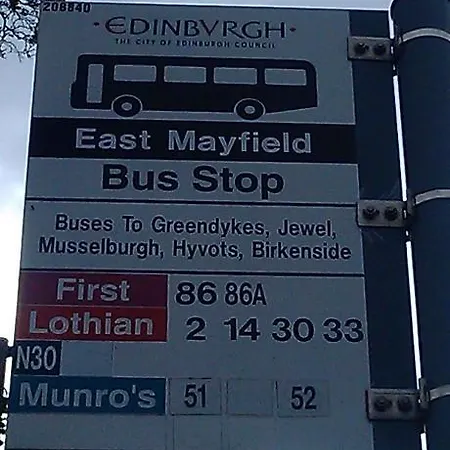 208840
EDINBVRGH
THE CITY OF EDINBURGH COUNCIL
East Mayfield
Bus Stop
Buses To Greendykes, Jewel,
Musselburgh, Hyvots, Birkenside
First 86 86A
Lothian 2 14 30 33
N30
Munro's 51 52